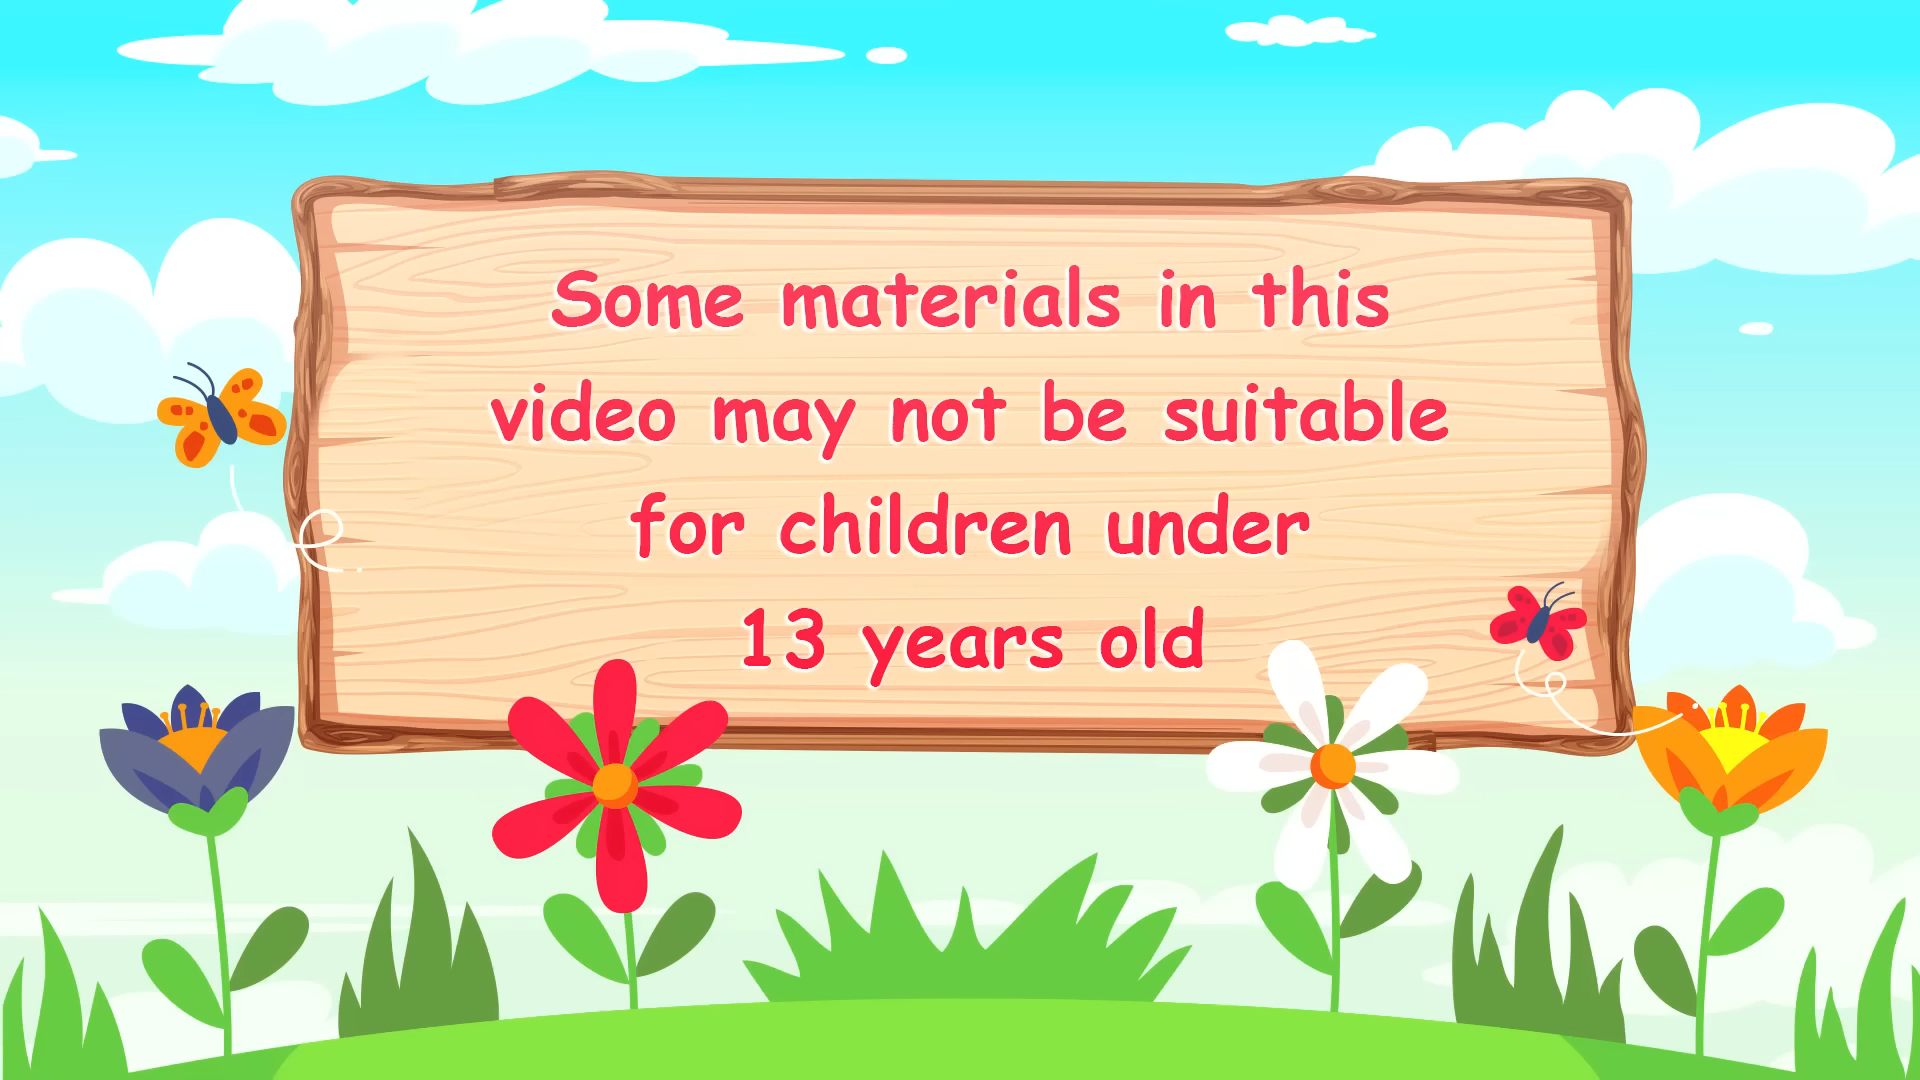 Some materials in this
video may not be suitable
for children under
13 years old